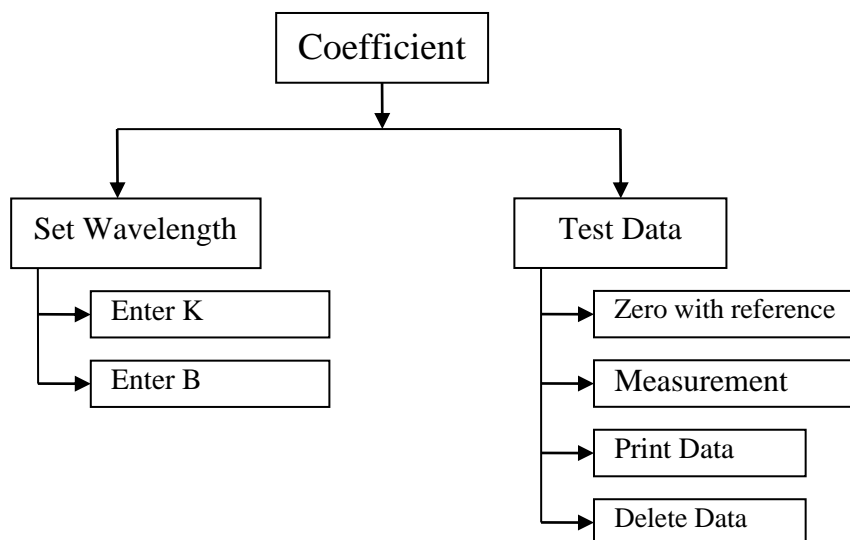 Coefficient
Set Wavelength
Enter K
Enter B
Test Data
Zero with reference
Measurement
Print Data
Delete Data